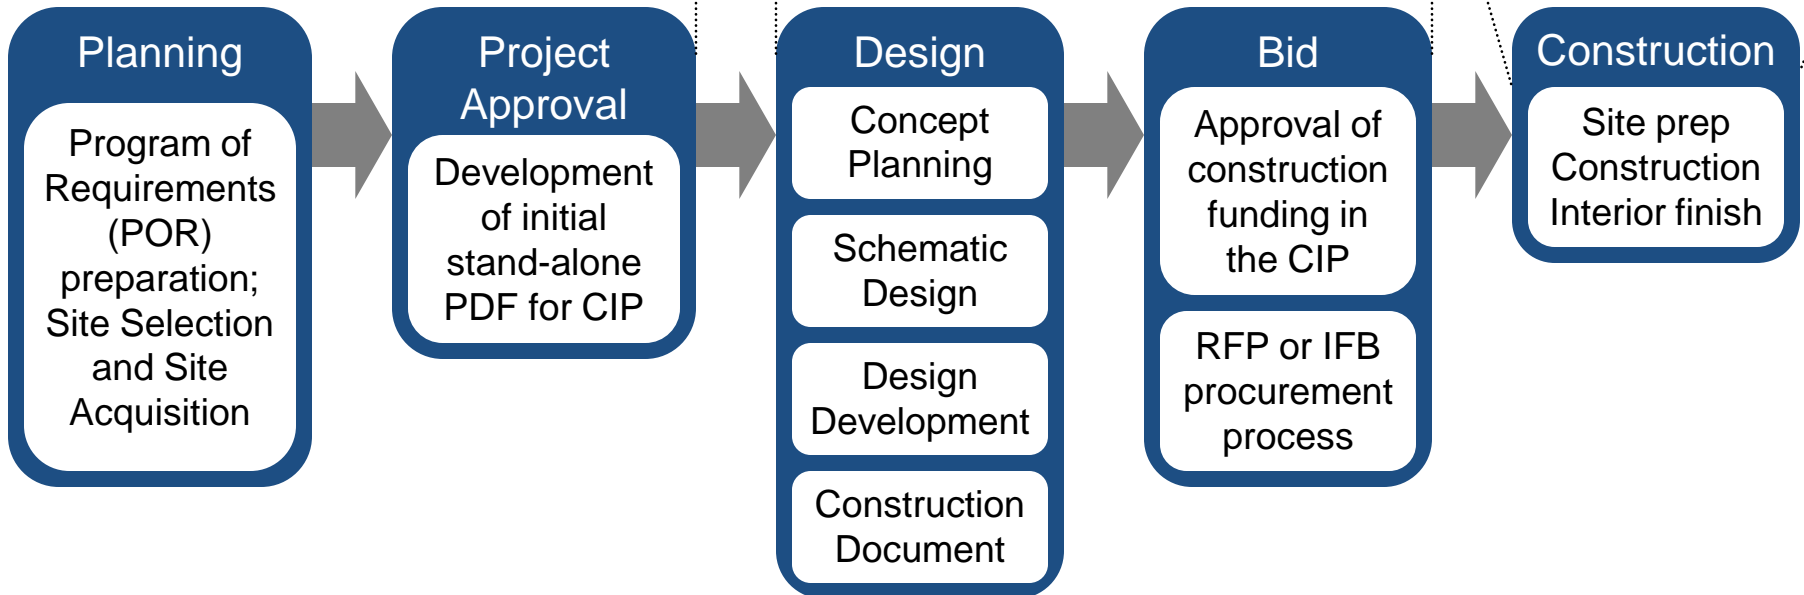 Planning
Program of
Requirements
(POR)
preparation;
Site Selection
and Site
Acquisition
Project
Approval
Development
of initial
stand-alone
PDF for CIP
Design
Concept
Planning
Schematic
Design
Design
Development
Construction
Document
Bid
Approval of
construction
funding in
the CIP
RFP or IFB
procurement
process
Construction
Site prep
Construction
Interior finish